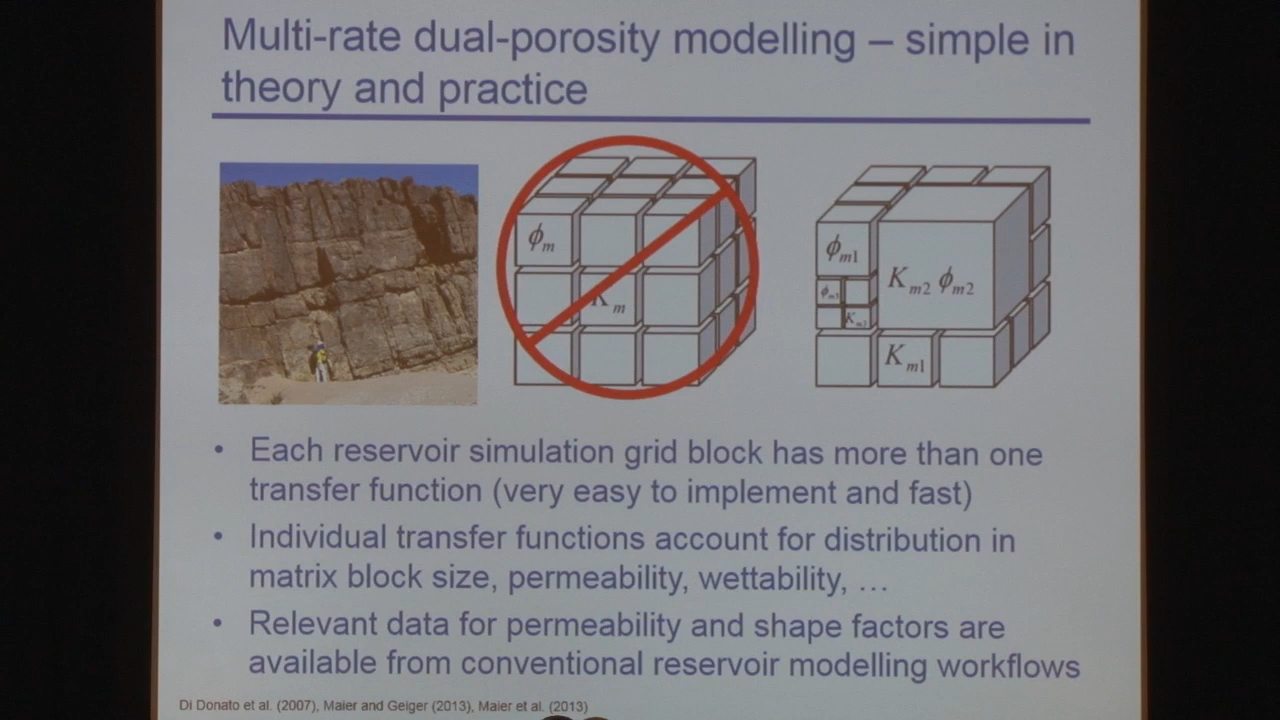 Multi-rate dual-porosity modelling – simple in
theory and practice
ϕm
Km
ϕm1
Km2 ϕm2
Km1
• Each reservoir simulation grid block has more than one
transfer function (very easy to implement and fast)
• Individual transfer functions account for distribution in
matrix block size, permeability, wettability, …
• Relevant data for permeability and shape factors are
available from conventional reservoir modelling workflows
Di Donato et al. (2007), Maier and Geiger (2013), Maier et al. (2013)